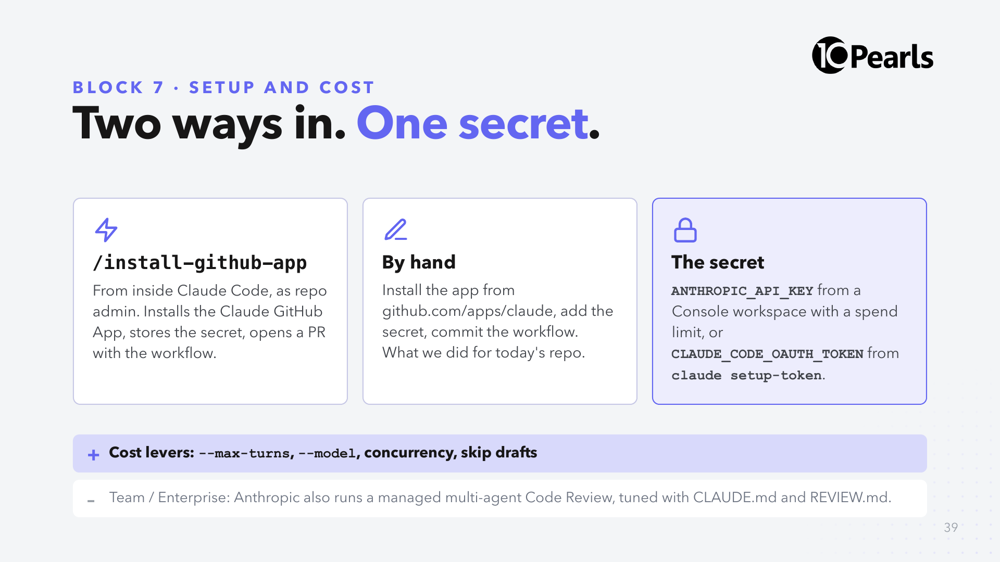 10Pearls
BLOCK 7 · SETUP AND COST
Two ways in. One secret.
/install-github-app
From inside Claude Code, as repo
admin. Installs the Claude GitHub
App, stores the secret, opens a PR
with the workflow.
By hand
Install the app from
github.com/apps/claude, add the
secret, commit the workflow.
What we did for today's repo.
The secret
ANTHROPIC_API_KEY from a
Console workspace with a spend
limit, or
CLAUDE_CODE_OAUTH_TOKEN from
claude setup-token.
+ Cost levers: --max-turns, --model, concurrency, skip drafts
– Team / Enterprise: Anthropic also runs a managed multi-agent Code Review, tuned with CLAUDE.md and REVIEW.md.
39